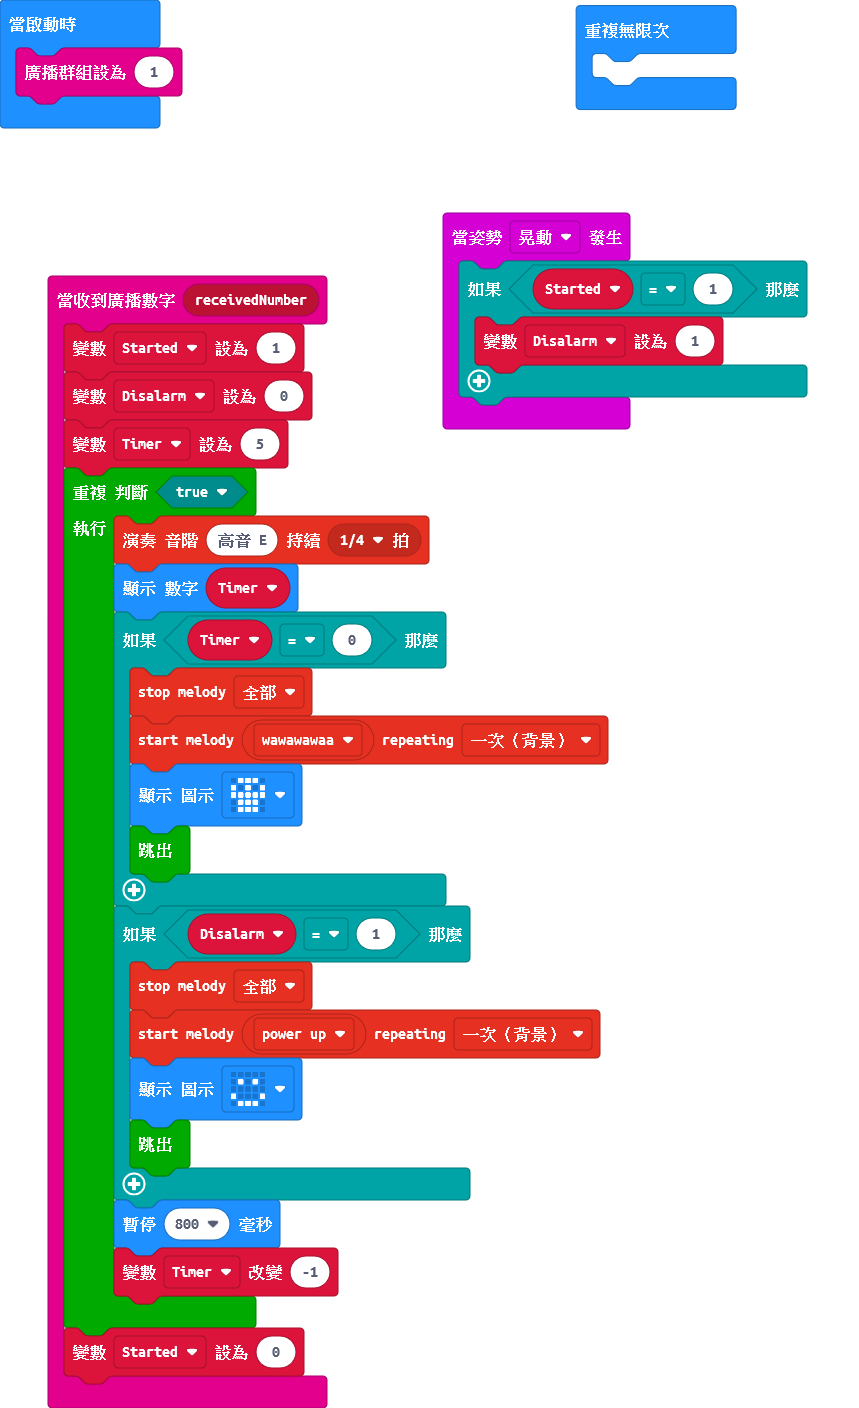 當啟動時
廣播群組設為 1
重複無限次
當姿勢 晃動 發生
如果 Started = 1 那麼
變數 Disalarm 設為 1
當收到廣播數字 receivedNumber
變數 Started 設為 1
變數 Disalarm 設為 0
變數 Timer 設為 5
重複 判斷 true
執行
演奏 音階 高音 E 持續 1/4 拍
顯示 數字 Timer
如果 Timer = 0 那麼
stop melody 全部
start melody wawawawaa repeating 一次（背景）
顯示 圖示
跳出
如果 Disalarm = 1 那麼
stop melody 全部
start melody power up repeating 一次（背景）
顯示 圖示
跳出
暫停 800 毫秒
變數 Timer 改變 -1
變數 Started 設為 0